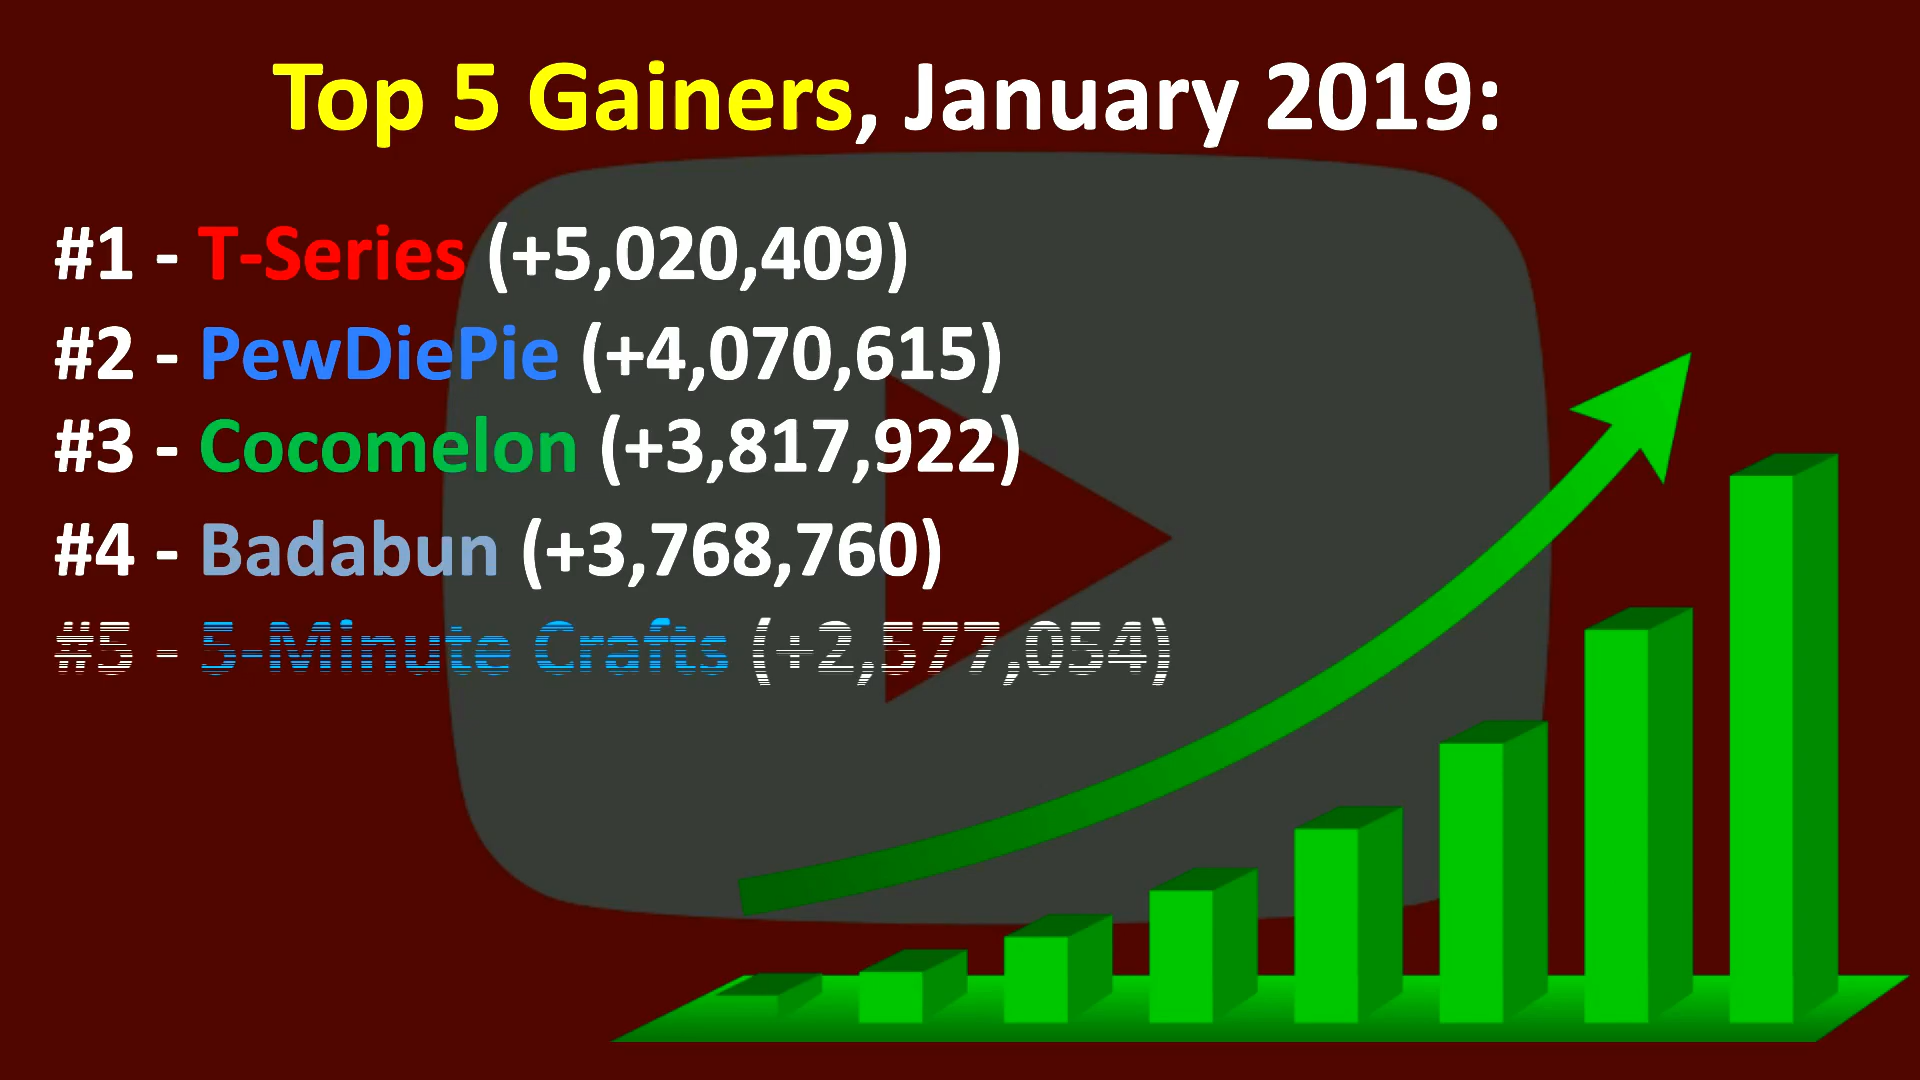 Top 5 Gainers, January 2019:
#1 - T-Series (+5,020,409)
#2 - PewDiePie (+4,070,615)
#3 - Cocomelon (+3,817,922)
#4 - Badabun (+3,768,760)
#5 - 5-Minute Crafts (+2,577,054)